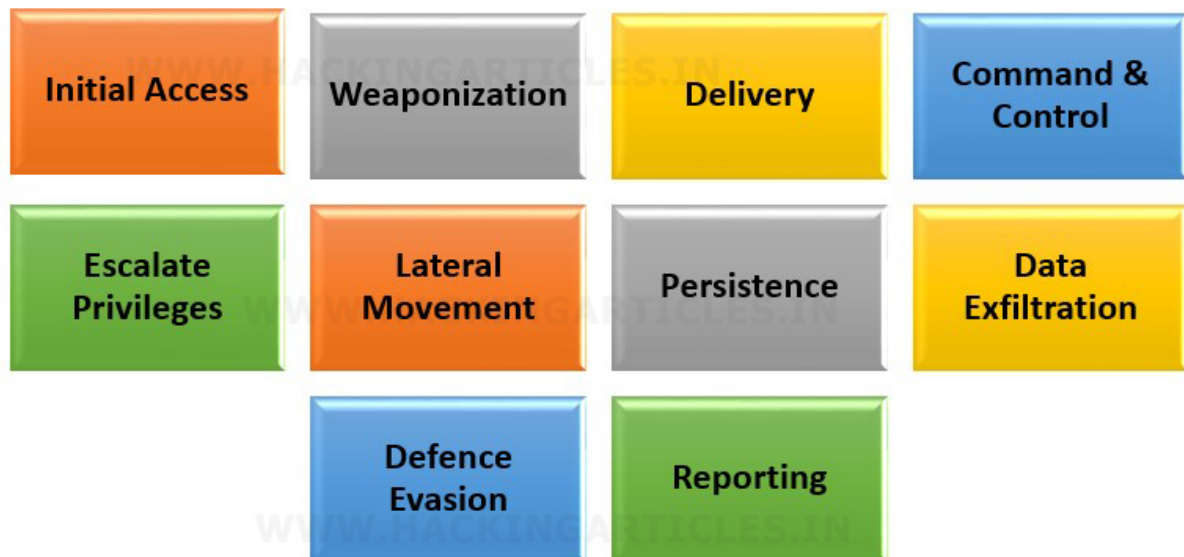 WWW.HACKINGARTICLES.IN
Initial Access
Weaponization
Delivery
Command &
Control
Escalate
Privileges
Lateral
Movement
Persistence
Data
Exfiltration
WWW.HACKINGARTICLES.IN
Defence
Evasion
Reporting
WWW.HACKINGARTICLES.IN